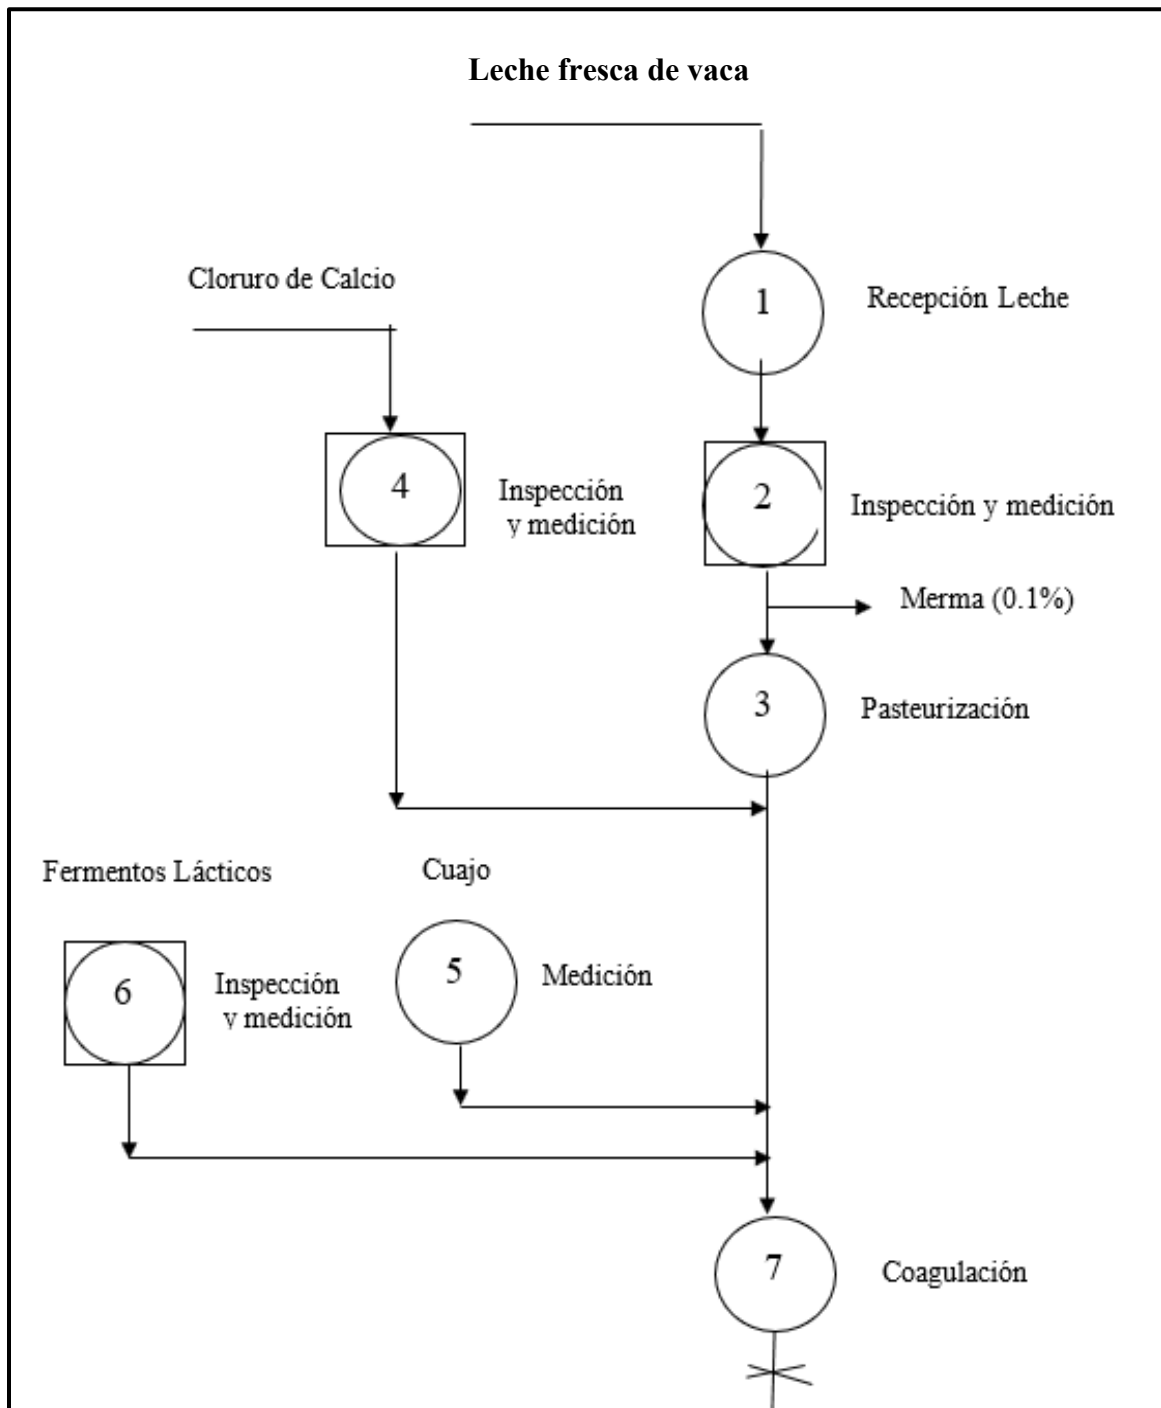 Leche fresca de vaca
Cloruro de Calcio
1
Recepción Leche
4
Inspección
y medición
2
Inspección y medición
Merma (0.1%)
3
Pasteurización
Fermentos Lácticos
Cuajo
6
Inspección
y medición
5
Medición
7
Coagulación